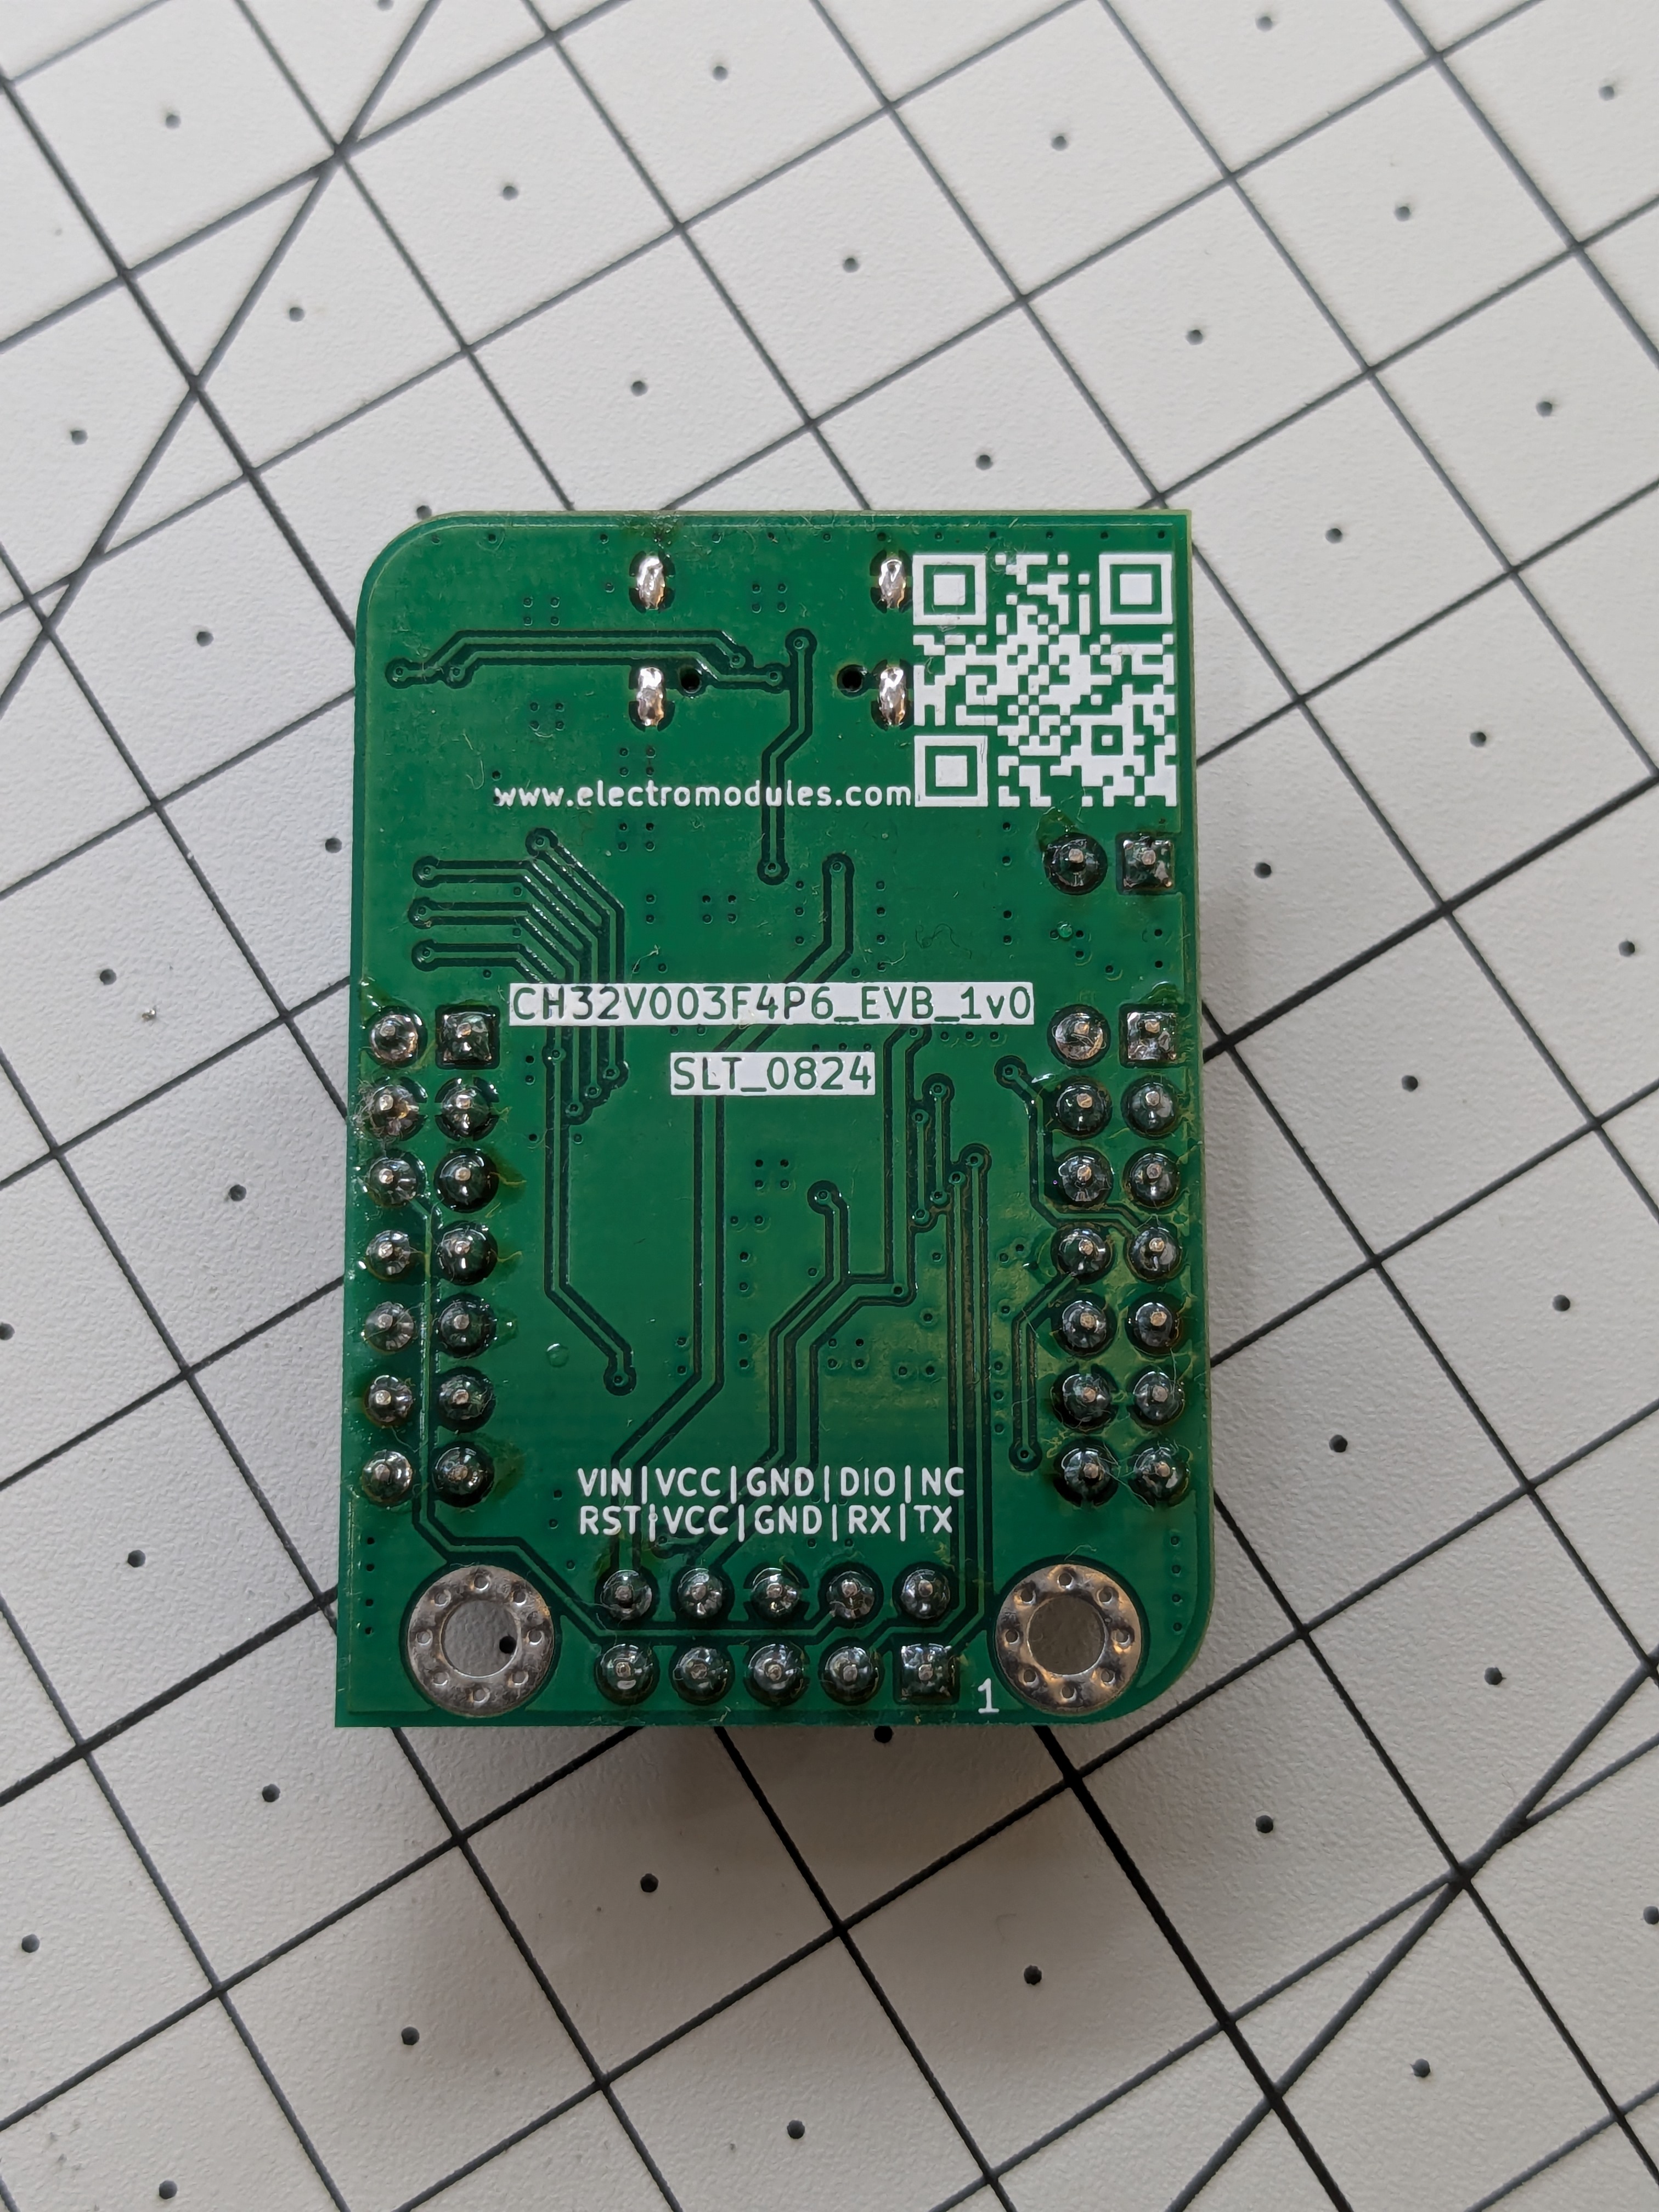 www.electromodules.com
CH32V003F4P6_EVB_1v0
SLT_0824
VIN|VCC|GND|DIO|NC
RST|VCC|GND|RX|TX
1